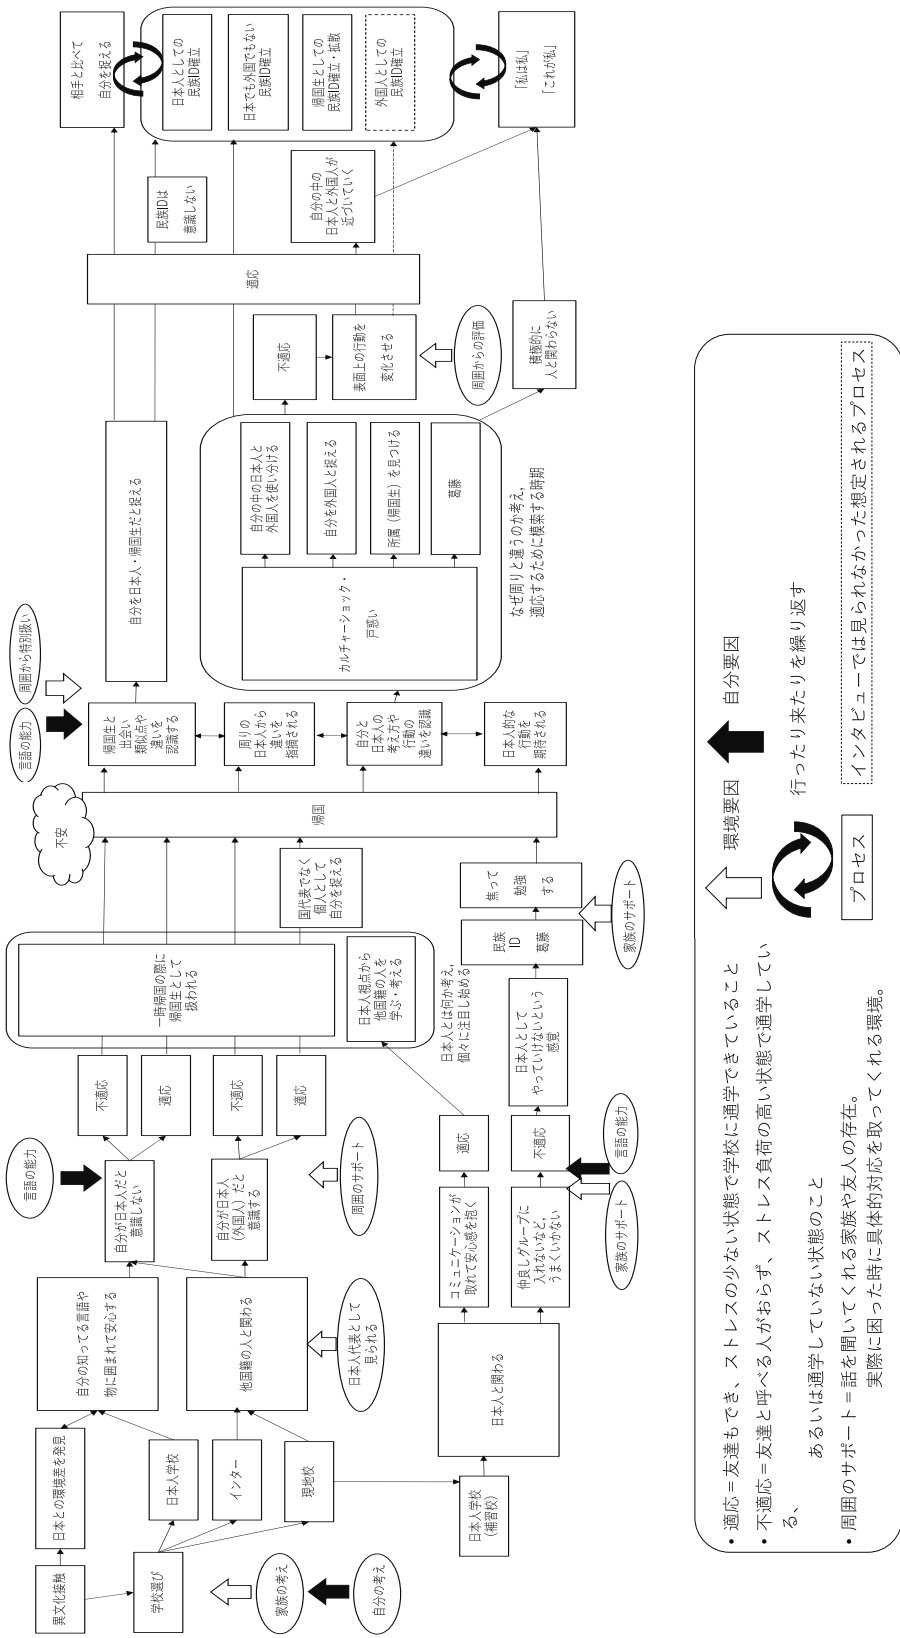 異文化接触
日本との環境差を発見
学校選び
日本人学校
インター
現地校
日本人学校
(補習校)
家族の考え
自分の考え
自分の知ってる言語や
物に囲まれて安心する
他国籍の人と関わる
日本人代表として
見られる
日本人と関わる
言語の能力
自分が日本人だと
意識しない
自分が日本人
(外国人)だと
意識する
周囲のサポート
コミュニケーションが
取れて安心感を抱く
仲良しグループに
入れないなど、
うまくいかない
家族のサポート
言語の能力
不適応
適応
不適応
適応
適応
不適応
一時帰国の際に
帰国生として
扱われる
日本人視点から
他国籍の人を
学ぶ・考える
日本人とは何か考え,
個々に注目し始める
日本人として
やっていけないという
感覚
民族
ID
葛藤
焦って
勉強
する
家族のサポート
国代表でなく
個人として
自分を捉える
不安
帰国
言語の能力
周囲から特別扱い
帰国生と
出会い
類似点や
違いを
認識する
周りの
日本人から
違いを
指摘される
自分と
日本人の
考え方や
行動の
違いを認識
日本人的な
行動を
期待される
自分を日本人・帰国生だと捉える
カルチャーショック・
戸惑い
自分の中の日本人と
外国人を使い分ける
自分を外国人と捉える
所属(帰国生)を見つける
葛藤
なぜ周りと違うのか考え,
適応するために模索する時期
不適応
表面上の行動を
変化させる
周囲からの評価
積極的に
人と関わらない
適応
民族IDは
意識しない
自分の中の
日本人と外国人が
近づいていく
相手と比べて
自分を捉える
日本人としての
民族ID確立
日本でも外国でもない
民族ID確立
帰国生としての
民族ID確立・拡散
外国人としての
民族ID確立
「私は私」
「これが私」
・適応=友達もでき、ストレスの少ない状態で学校に通学できていること
・不適応=友達と呼べる人がおらず、ストレス負荷の高い状態で通学してい
る、
あるいは通学していない状態のこと
・周囲のサポート=話を聞いてくれる家族や友人の存在。
実際に困った時に具体的対応を取ってくれる環境。
環境要因
自分要因
行ったり来たりを繰り返す
プロセス
インタビューでは見られなかった想定されるプロセス